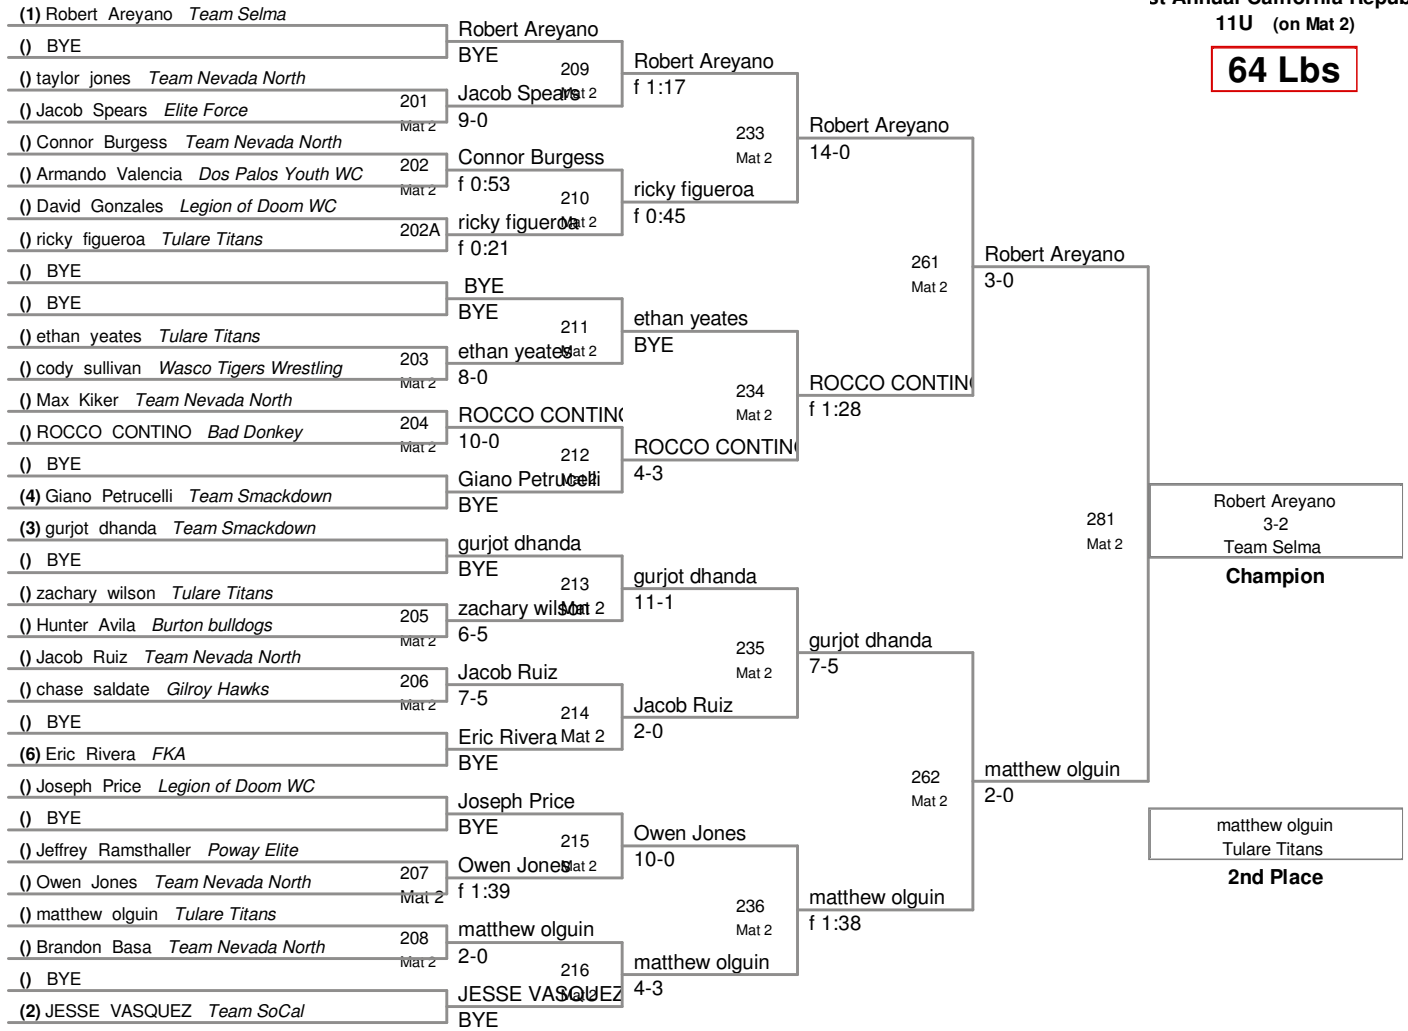 st Annual California Repub
11U (on Mat 2)
64 Lbs
(1) Robert Areyano Team Selma
() BYE
() taylor jones Team Nevada North
() Jacob Spears Elite Force
() Connor Burgess Team Nevada North
() Armando Valencia Dos Palos Youth WC
() David Gonzales Legion of Doom WC
() ricky figueroa Tulare Titans
() BYE
() BYE
() ethan yeates Tulare Titans
() cody sullivan Wasco Tigers Wrestling
() Max Kiker Team Nevada North
() ROCCO CONTINO Bad Donkey
() BYE
(4) Giano Petrucelli Team Smackdown
(3) gurjot dhanda Team Smackdown
() BYE
() zachary wilson Tulare Titans
() Hunter Avila Burton bulldogs
() Jacob Ruiz Team Nevada North
() chase saldate Gilroy Hawks
() BYE
(6) Eric Rivera FKA
() Joseph Price Legion of Doom WC
() BYE
() Jeffrey Ramsthaller Poway Elite
() Owen Jones Team Nevada North
() matthew olguin Tulare Titans
() Brandon Basa Team Nevada North
() BYE
(2) JESSE VASQUEZ Team SoCal
201
Mat 2
202
Mat 2
202A
203
Mat 2
204
Mat 2
205
Mat 2
206
Mat 2
207
Mat 2
208
Mat 2
Robert Areyano
BYE
209
Mat 2
Jacob Spears
9-0
Connor Burgess
f 0:53
210
Mat 2
ricky figueroa
f 0:21
BYE
BYE
211
Mat 2
ethan yeates
8-0
ROCCO CONTINO
10-0
212
Mat 2
Giano Petrucelli
BYE
gurjot dhanda
BYE
213
Mat 2
zachary wilson
6-5
Jacob Ruiz
7-5
214
Mat 2
Eric Rivera
BYE
Joseph Price
BYE
215
Mat 2
Owen Jones
f 1:39
matthew olguin
2-0
216
Mat 2
JESSE VASQUEZ
BYE
Robert Areyano
f 1:17
233
Mat 2
ricky figueroa
f 0:45
ethan yeates
BYE
234
Mat 2
ROCCO CONTINO
4-3
gurjot dhanda
11-1
235
Mat 2
Jacob Ruiz
2-0
Owen Jones
10-0
236
Mat 2
matthew olguin
4-3
Robert Areyano
14-0
261
Mat 2
ROCCO CONTINO
f 1:28
gurjot dhanda
7-5
262
Mat 2
matthew olguin
f 1:38
Robert Areyano
3-0
281
Mat 2
matthew olguin
2-0
Robert Areyano
3-2
Team Selma
Champion
matthew olguin
Tulare Titans
2nd Place